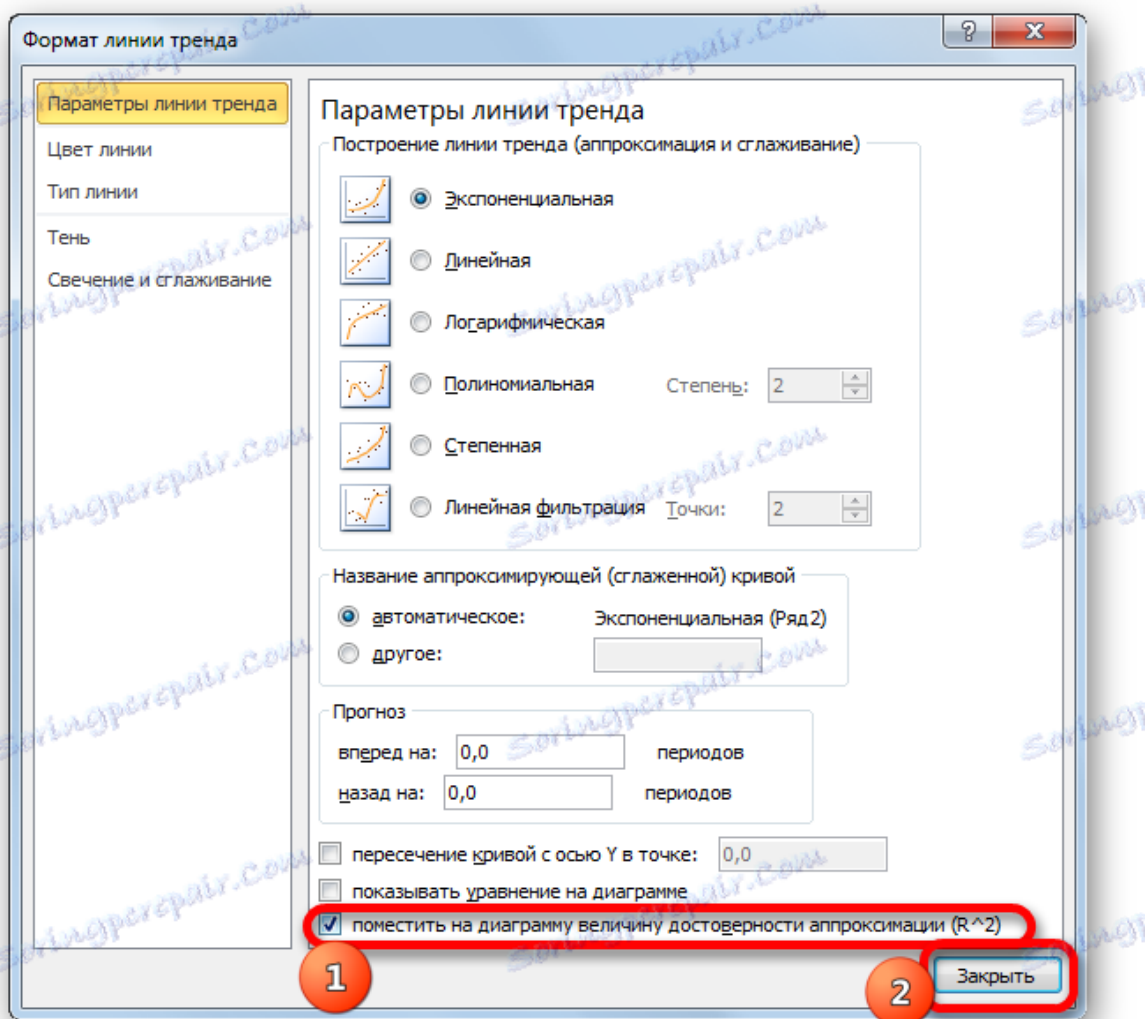 Формат линии тренда
Параметры линии тренда
Цвет линии
Тип линии
Тень
Свечение и сглаживание
Параметры линии тренда
Построение линии тренда (аппроксимация и сглаживание)
Экспоненциальная
Линейная
Логарифмическая
Полиномиальная Степень: 2
Степенная
Линейная фильтрация Точки: 2
Название аппроксимирующей (сглаженной) кривой
автоматическое: Экспоненциальная (Ряд2)
другое:
Прогноз
вперед на: 0,0 периодов
назад на: 0,0 периодов
пересечение кривой с осью Y в точке: 0,0
показывать уравнение на диаграмме
поместить на диаграмму величину достоверности аппроксимации (R^2)
1
2
Закрыть
Soringpcrepair.Com